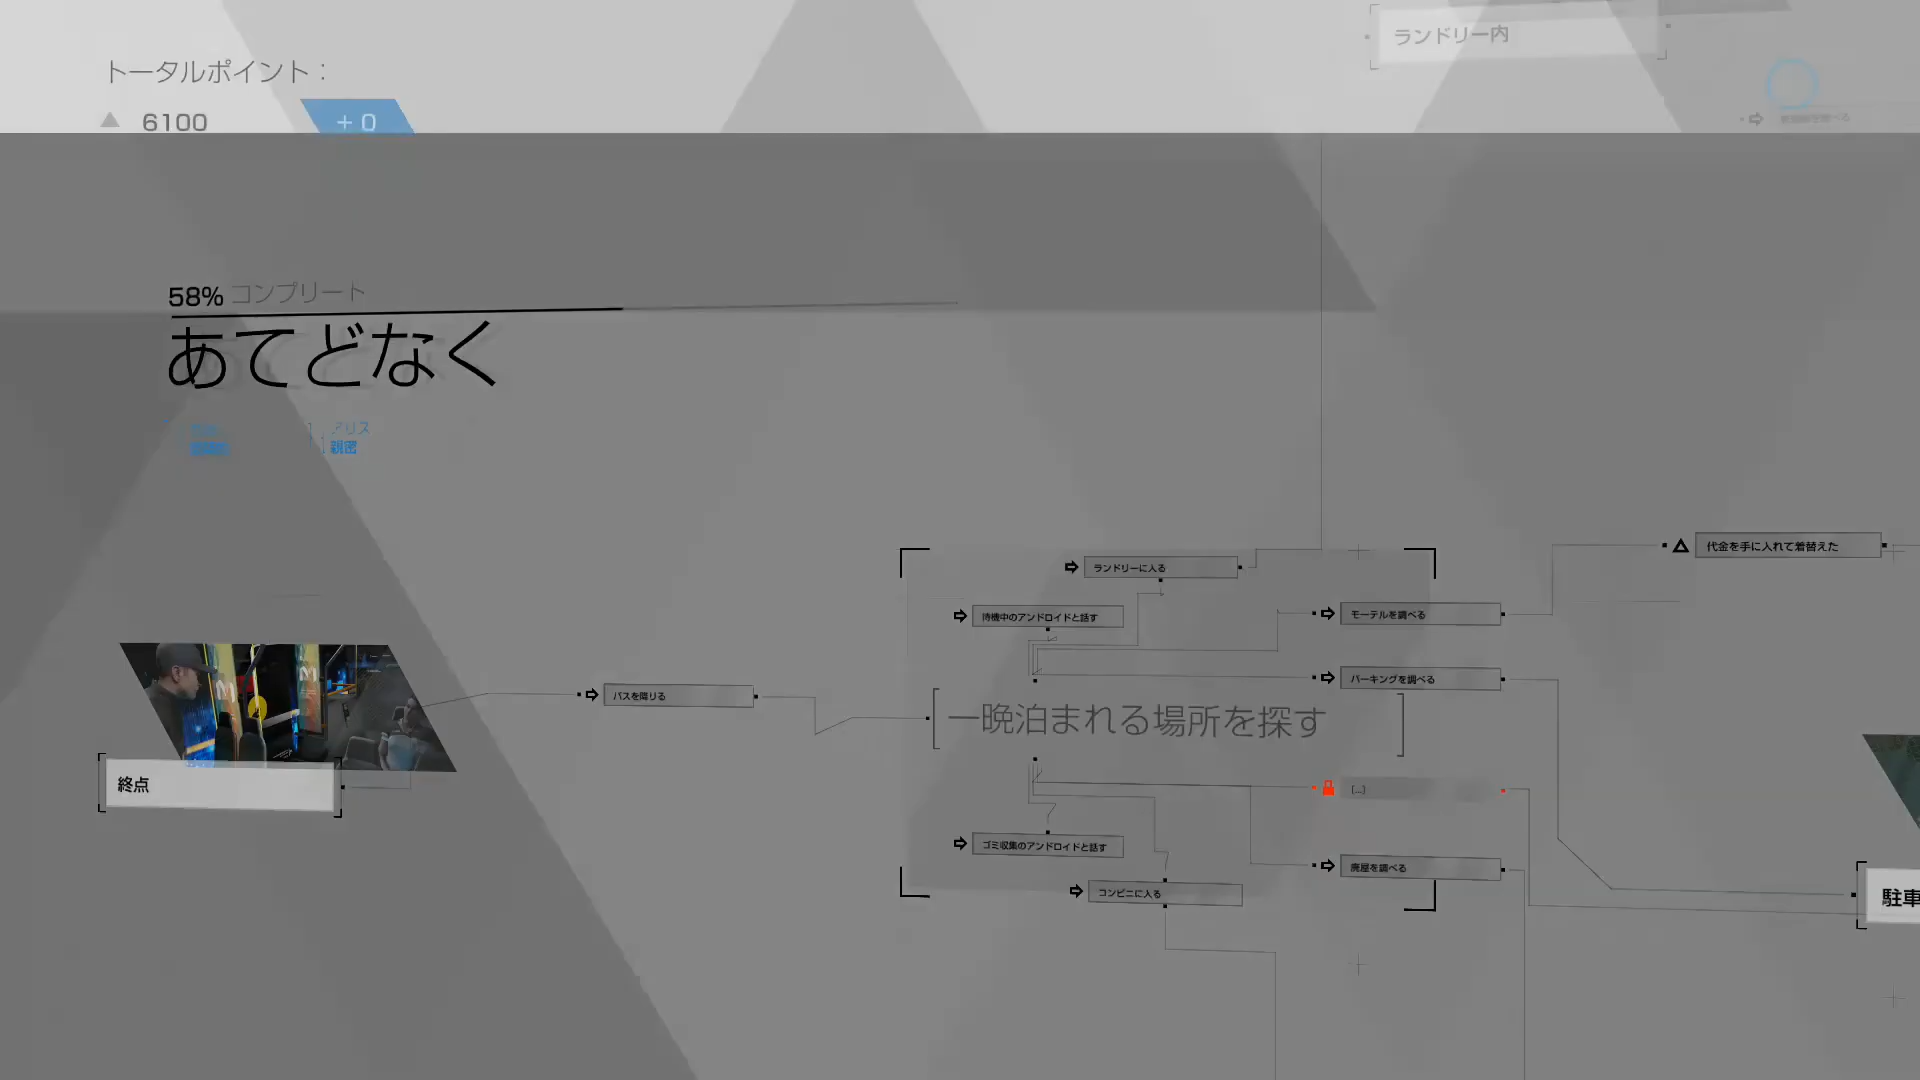 ランドリー内
トータルポイント：
6100
+ 0
58% コンプリート
あてどなく
アリス
親密
代金を手に入れて着替えた
ランドリーに入る
待機中のアンドロイドと話す
モーテルを調べる
パーキングを調べる
バスを降りる
一晩泊まれる場所を探す
終点
(...)
ゴミ収集のアンドロイドと話す
廃屋を調べる
コンビニに入る
駐車